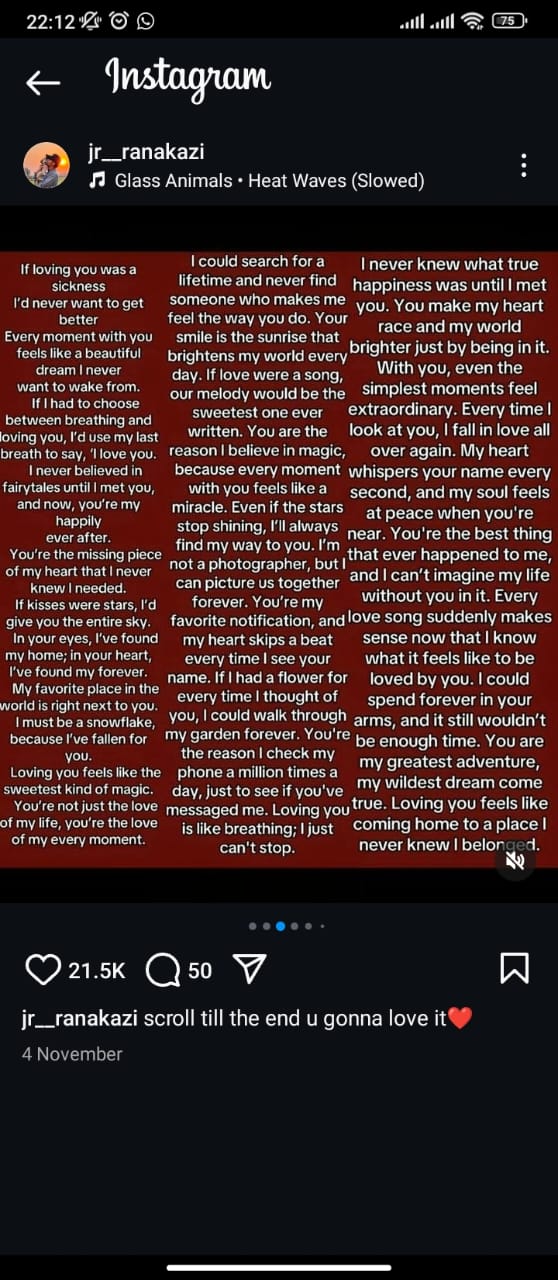 22:12
75
Instagram
jr__ranakazi
Glass Animals • Heat Waves (Slowed)
If loving you was a
sickness
I'd never want to get
better
Every moment with you
feels like a beautiful
dream I never
want to wake from.
If I had to choose
between breathing and
loving you, I'd use my last
breath to say, 'I love you.
I never believed in
fairytales until I met you,
and now, you're my
happily
ever after.
You're the missing piece
of my heart that I never
knew I needed.
If kisses were stars, I'd
give you the entire sky.
In your eyes, I've found
my home; in your heart,
I've found my forever.
My favorite place in the
world is right next to you.
I must be a snowflake,
because I've fallen for
you.
Loving you feels like the
sweetest kind of magic.
You're not just the love
of my life, you're the love
of my every moment.
I could search for a
lifetime and never find
someone who makes me
feel the way you do. Your
smile is the sunrise that
brightens my world every
day. If love were a song,
our melody would be the
sweetest one ever
written. You are the
reason I believe in magic,
because every moment
with you feels like a
miracle. Even if the stars
stop shining, I'll always
find my way to you. I'm
not a photographer, but I
can picture us together
forever. You're my
favorite notification, and
my heart skips a beat
every time I see your
name. If I had a flower for
every time I thought of
you, I could walk through
my garden forever. You're
the reason I check my
phone a million times a
day, just to see if you've
messaged me. Loving you
is like breathing; I just
can't stop.
I never knew what true
happiness was until I met
you. You make my heart
race and my world
brighter just by being in it.
With you, even the
simplest moments feel
extraordinary. Every time I
look at you, I fall in love all
over again. My heart
whispers your name every
second, and my soul feels
at peace when you're
near. You're the best thing
that ever happened to me,
and I can't imagine my life
without you in it. Every
love song suddenly makes
sense now that I know
what it feels like to be
loved by you. I could
spend forever in your
arms, and it still wouldn't
be enough time. You are
my greatest adventure,
my wildest dream come
true. Loving you feels like
coming home to a place I
never knew I belonged.
21.5K
50
jr__ranakazi scroll till the end u gonna love it❤️
4 November